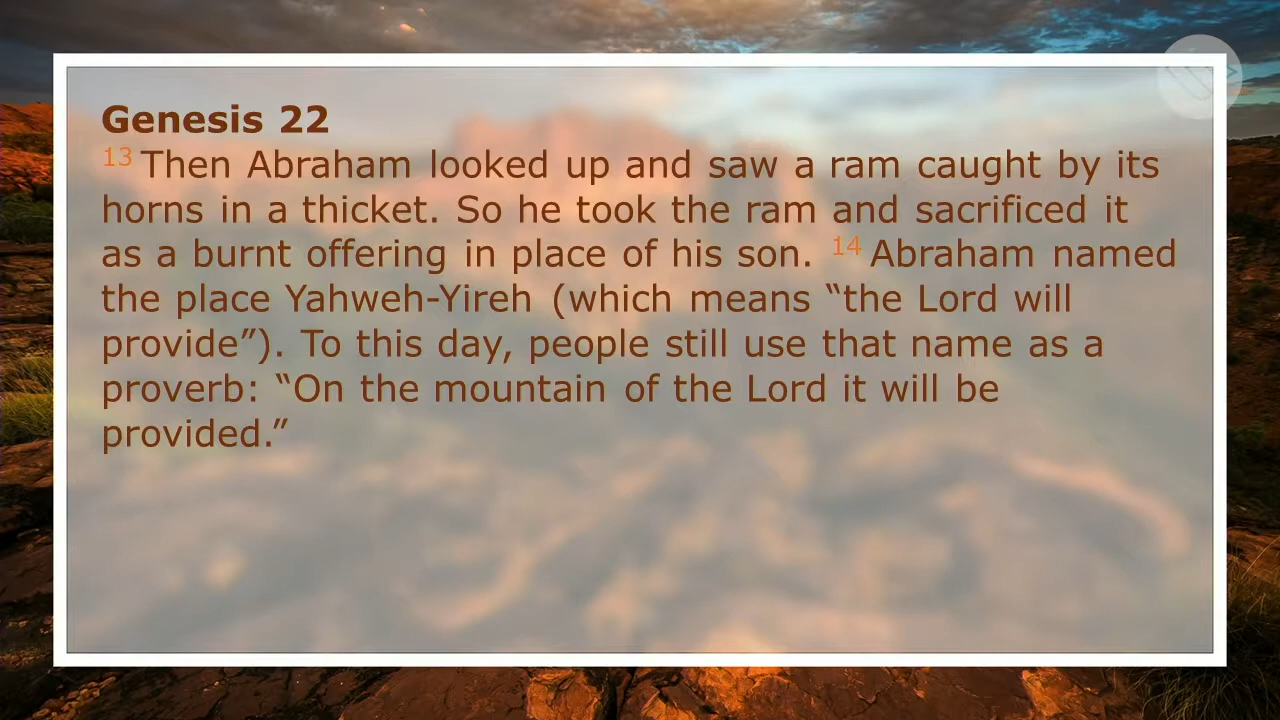 Genesis 22
13 Then Abraham looked up and saw a ram caught by its
horns in a thicket. So he took the ram and sacrificed it
as a burnt offering in place of his son. 14 Abraham named
the place Yahweh-Yireh (which means “the Lord will
provide”). To this day, people still use that name as a
proverb: “On the mountain of the Lord it will be
provided.”